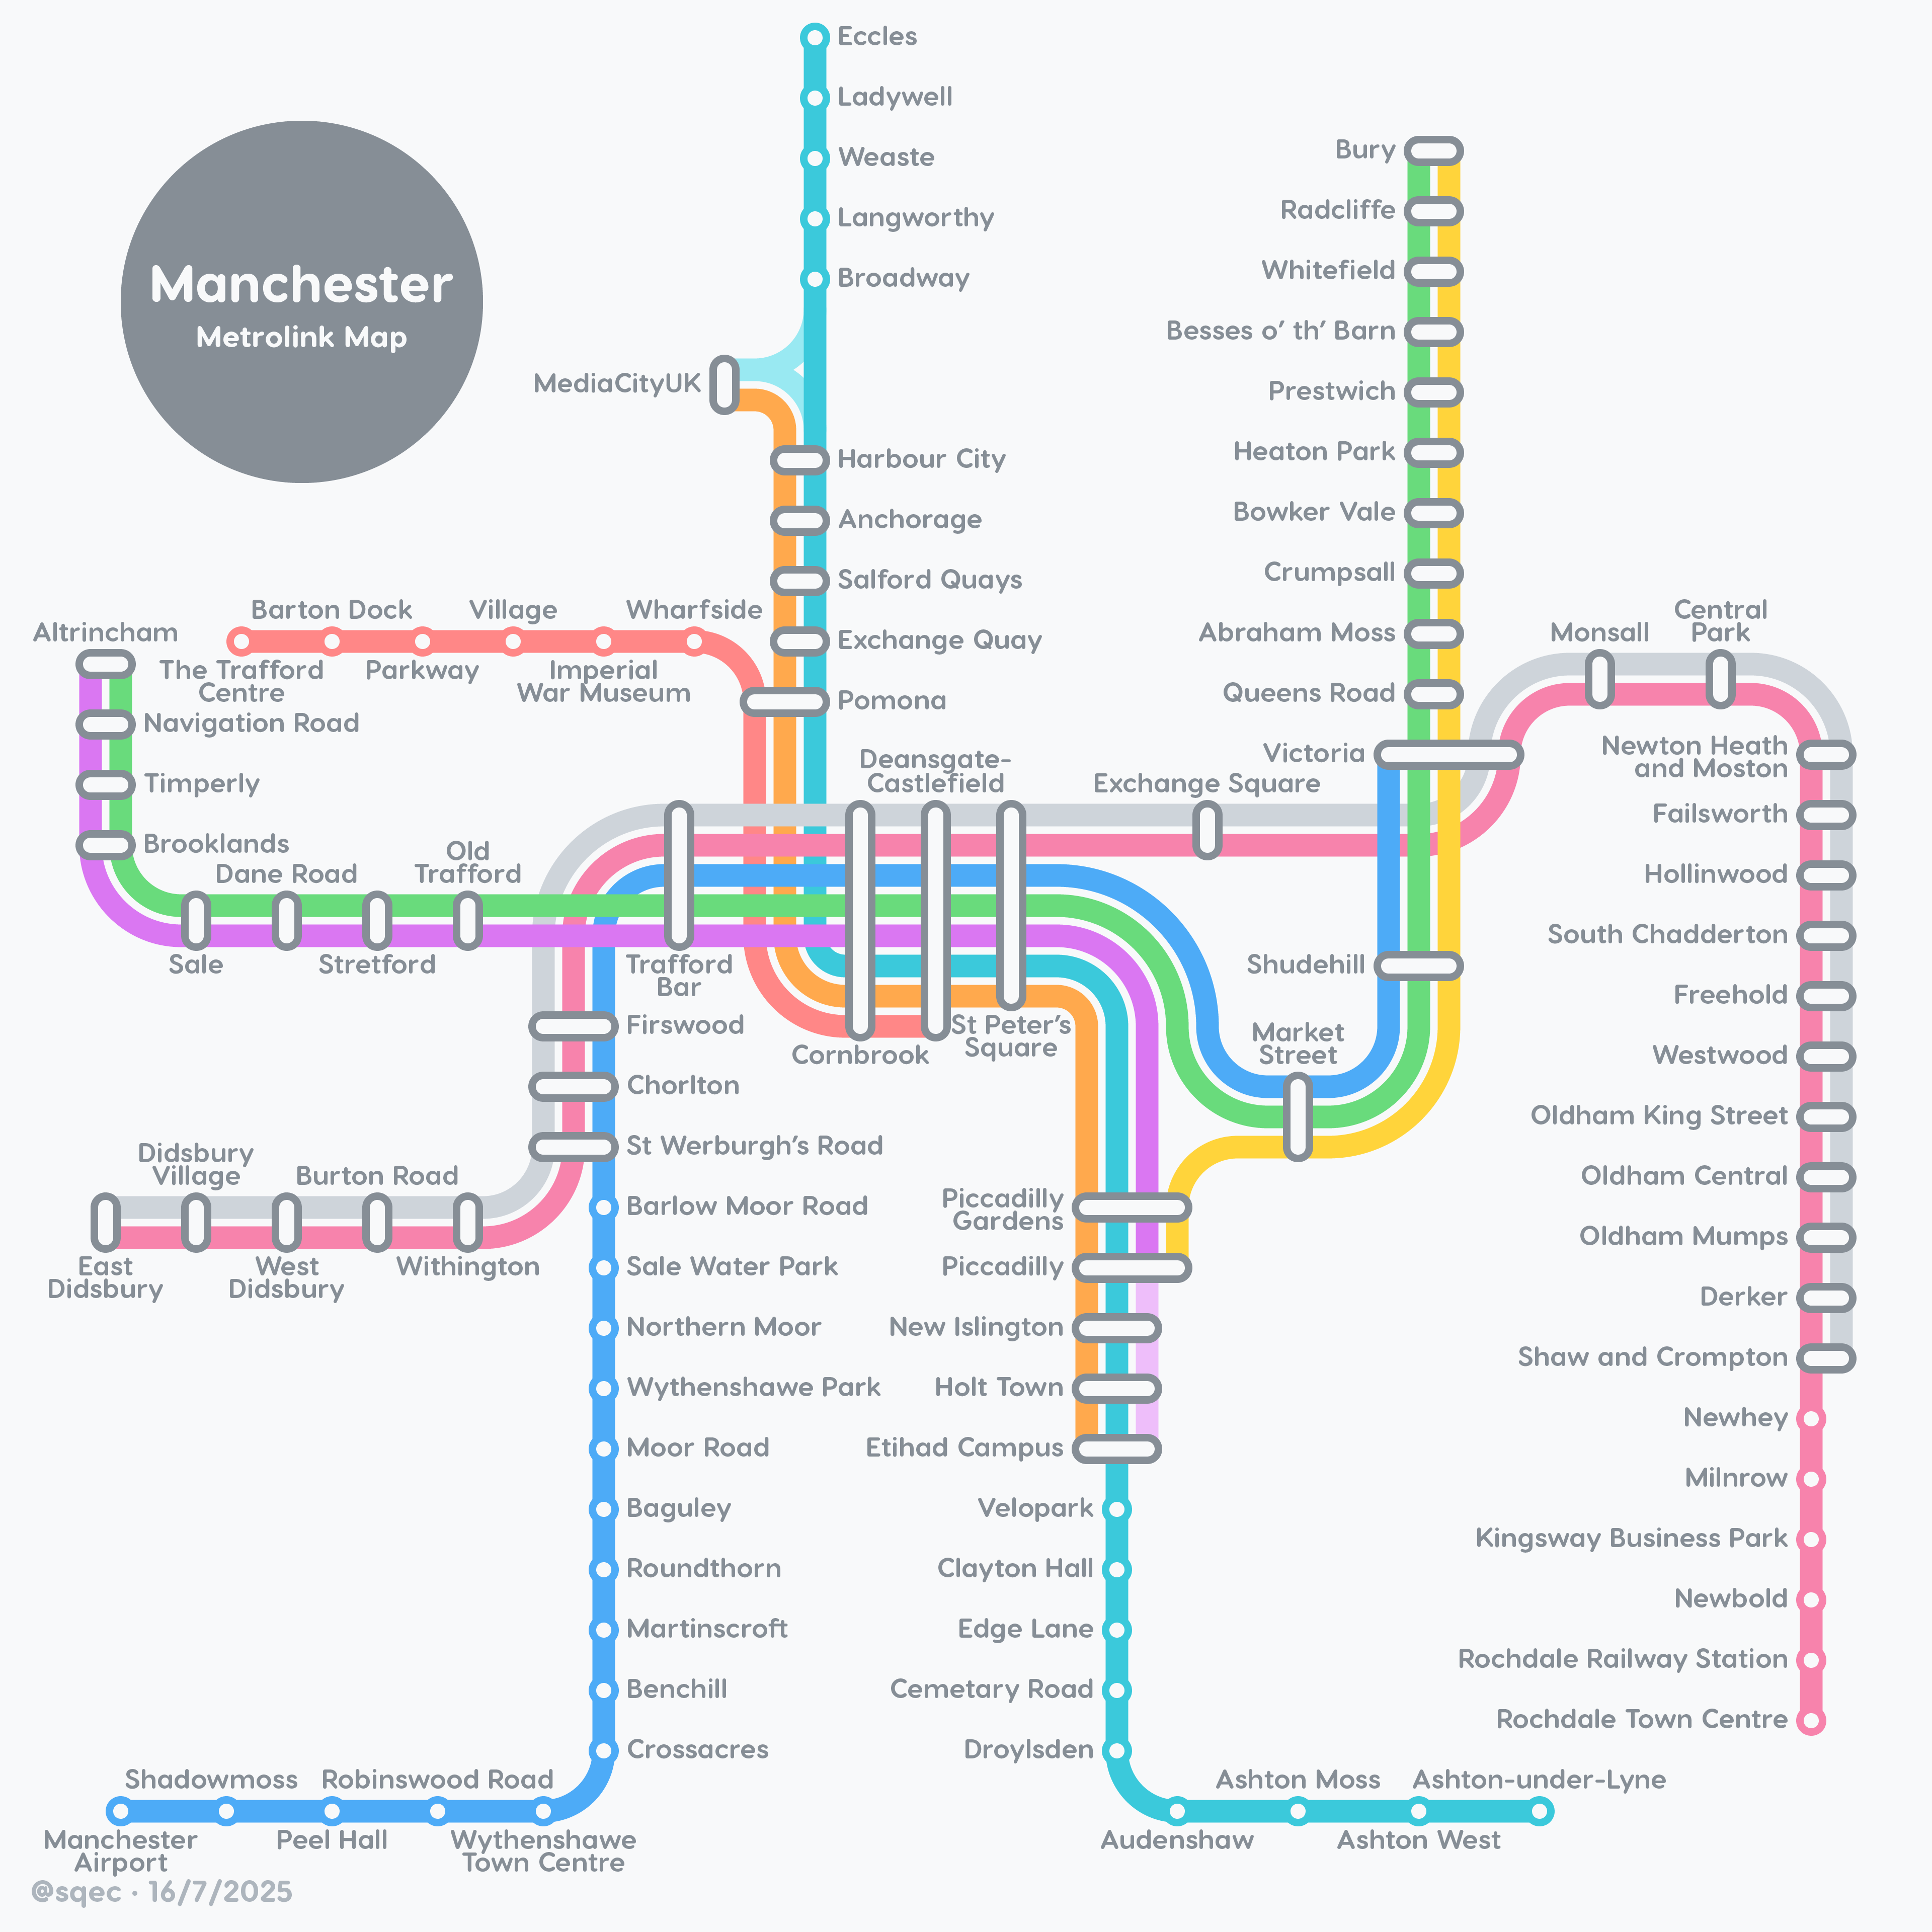 Manchester
Metrolink Map
Eccles
Ladywell
Weaste
Langworthy
Broadway
MediaCityUK
Harbour City
Anchorage
Salford Quays
Exchange Quay
Pomona
Bury
Radcliffe
Whitefield
Besses o’ th’ Barn
Prestwich
Heaton Park
Bowker Vale
Crumpsall
Abraham Moss
Queens Road
Victoria
Shudehill
Market
Street
Barton Dock
Village
Wharfside
The Trafford
Centre
Parkway
Imperial
War Museum
Altrincham
Navigation Road
Timperly
Brooklands
Dane Road
Old
Trafford
Sale
Stretford
Trafford
Bar
Deansgate-
Castlefield
Cornbrook
St Peter’s
Square
Exchange Square
Monsall
Central
Park
Newton Heath
and Moston
Failsworth
Hollinwood
South Chadderton
Freehold
Westwood
Oldham King Street
Oldham Central
Oldham Mumps
Derker
Shaw and Crompton
Newhey
Milnrow
Kingsway Business Park
Newbold
Rochdale Railway Station
Rochdale Town Centre
Firswood
Chorlton
St Werburgh’s Road
Didsbury
Village
Burton Road
East
Didsbury
West
Didsbury
Withington
Barlow Moor Road
Sale Water Park
Northern Moor
Wythenshawe Park
Moor Road
Baguley
Roundthorn
Martinscroft
Benchill
Crossacres
Shadowmoss
Robinswood Road
Manchester
Airport
Peel Hall
Wythenshawe
Town Centre
Piccadilly
Gardens
Piccadilly
New Islington
Holt Town
Etihad Campus
Velopark
Clayton Hall
Edge Lane
Cemetary Road
Droylsden
Ashton Moss
Ashton-under-Lyne
Audenshaw
Ashton West
@sqec · 16/7/2025